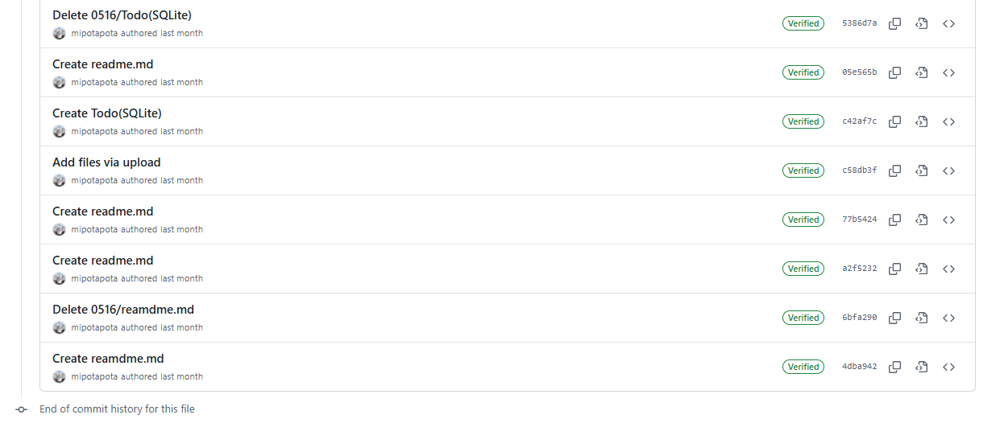 Delete 0516/Todo(SQLite)
mipotapota authored last month
Verified 5386d7a
Create readme.md
mipotapota authored last month
Verified 05e565b
Create Todo(SQLite)
mipotapota authored last month
Verified c42af7c
Add files via upload
mipotapota authored last month
Verified c58db3f
Create readme.md
mipotapota authored last month
Verified 77b5424
Create readme.md
mipotapota authored last month
Verified a2f5232
Delete 0516/reamdme.md
mipotapota authored last month
Verified 6bfa290
Create reamdme.md
mipotapota authored last month
Verified 4dba942
End of commit history for this file